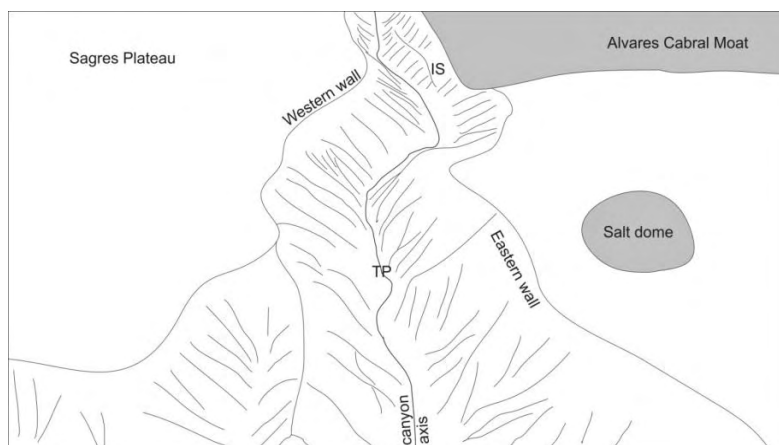 Sagres Plateau
Alvares Cabral Moat
IS
Western wall
Salt dome
Eastern wall
TP
canyon
axis